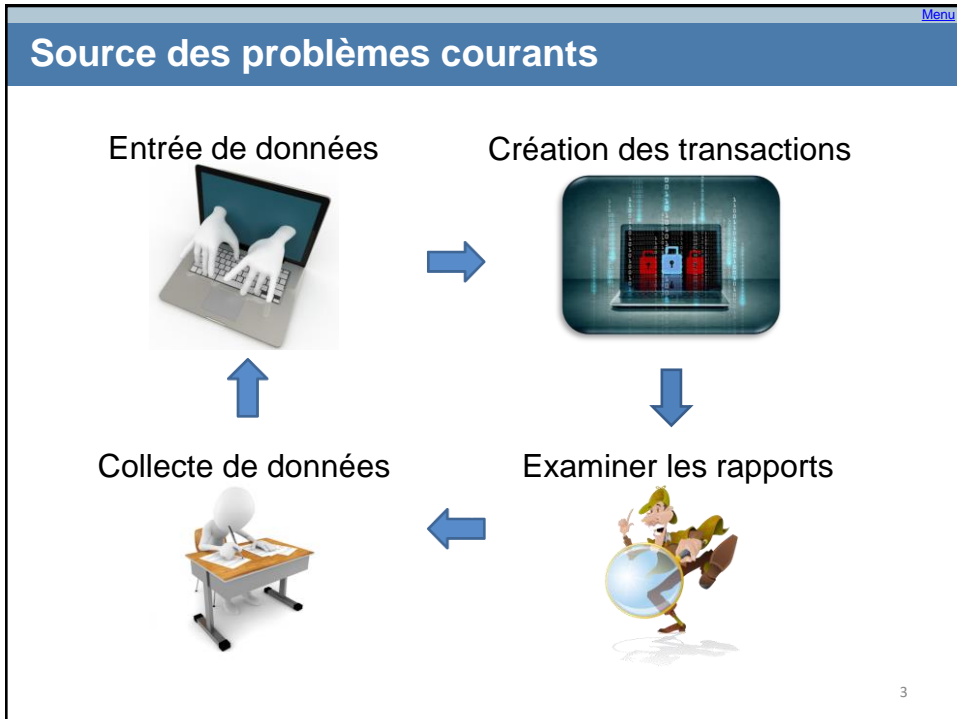 Menu
Source des problèmes courants
Entrée de données
Création des transactions
Collecte de données
Examiner les rapports
3